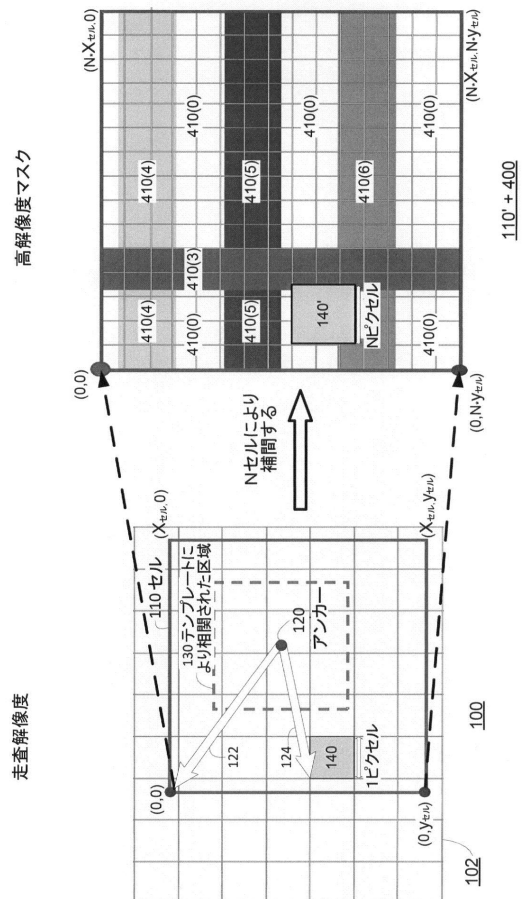 走査解像度
高解像度マスク
(0,0)
110 セル
(Xセル,0)
130 テンプレートに
より相関された区域
122
120
アンカー
124
140
1ピクセル
(0,yセル)
(Xセル,yセル)
102
100
Nセルにより
補間する
(0,0)
(N・Xセル,0)
410(4)
410(4)
410(0)
410(3)
410(0)
410(5)
410(5)
140'
410(0)
Nピクセル
410(6)
410(0)
410(0)
(0,N・yセル)
(N・Xセル,N・yセル)
110' + 400